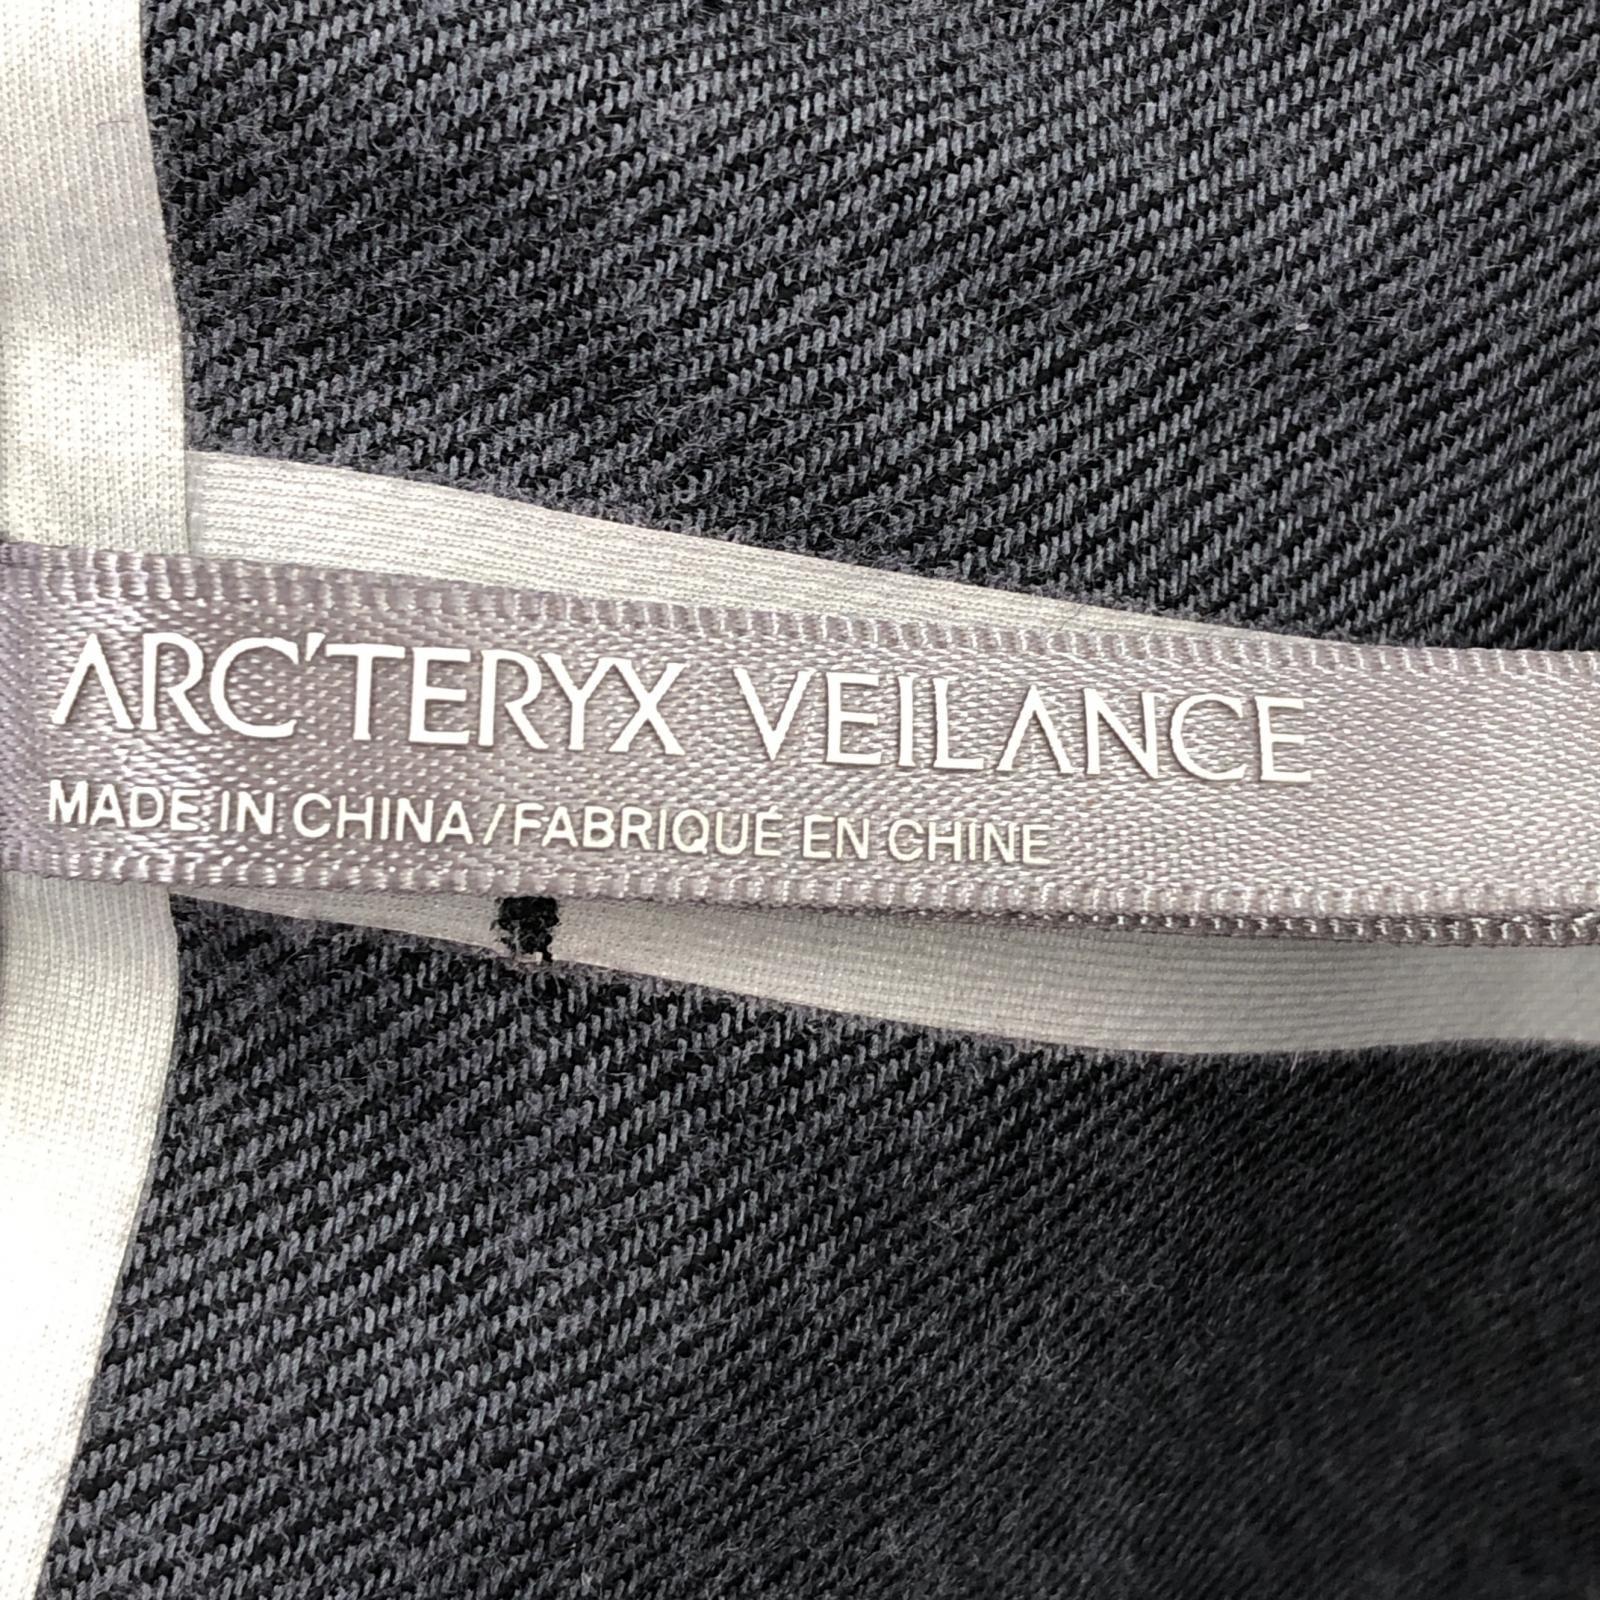 ARC'TERYX VEILANCE
MADE IN CHINA/FABRIQUÉ EN CHINE